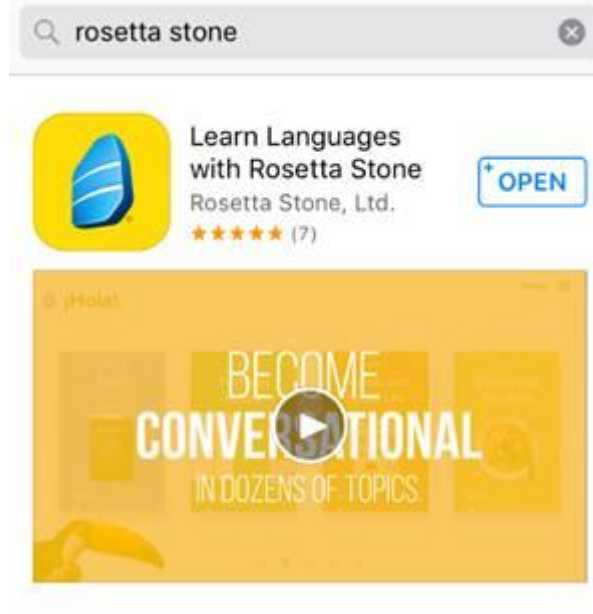 rosetta stone
Learn Languages
with Rosetta Stone
+ OPEN
Rosetta Stone, Ltd.
★★★★★ (7)
¡Hola!
BECOME
CONVERSATIONAL
IN DOZENS OF TOPICS.